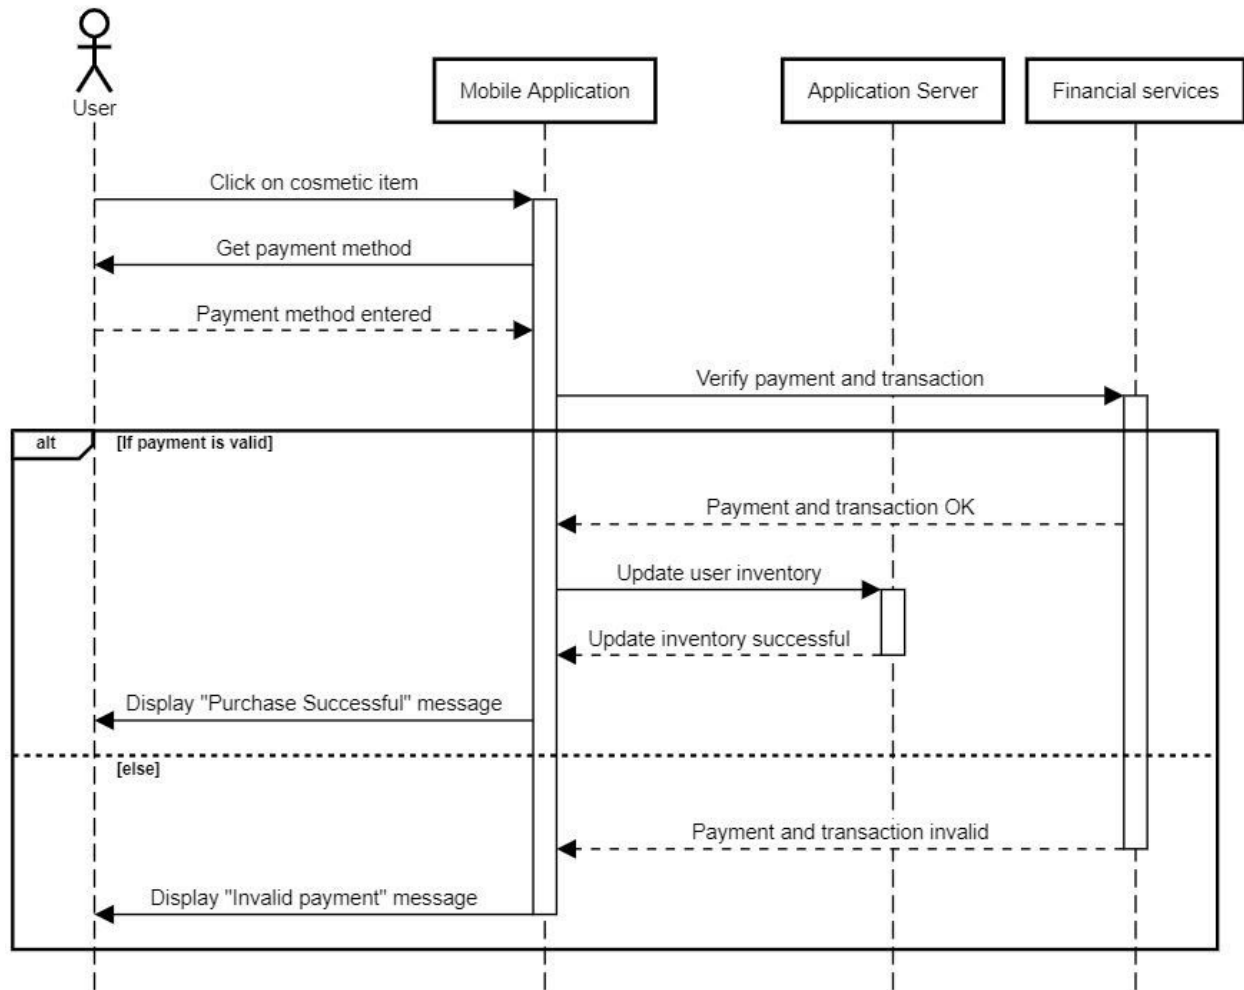 User
Mobile Application
Application Server
Financial services
Click on cosmetic item
Get payment method
Payment method entered
Verify payment and transaction
alt
[If payment is valid]
Payment and transaction OK
Update user inventory
Update inventory successful
Display "Purchase Successful" message
[else]
Payment and transaction invalid
Display "Invalid payment" message